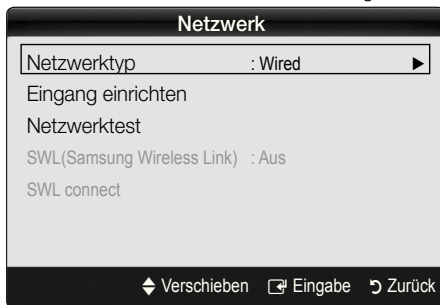 Netzwerk
Netzwerktyp : Wired
Eingang einrichten
Netzwerktest
SWL(Samsung Wireless Link) : Aus
SWL connect
Verschieben Eingabe Zurück